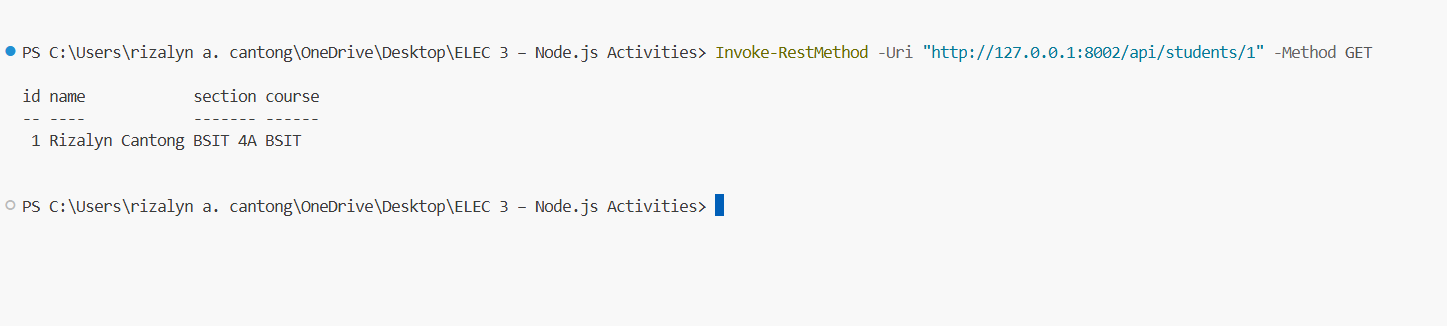 PS C:\Users\rizalyn a. cantong\OneDrive\Desktop\ELEC 3 – Node.js Activities> Invoke-RestMethod -Uri "http://127.0.0.1:8002/api/students/1" -Method GET
id name            section course
-- ----            ------- ------
 1 Rizalyn Cantong BSIT 4A BSIT
PS C:\Users\rizalyn a. cantong\OneDrive\Desktop\ELEC 3 – Node.js Activities>